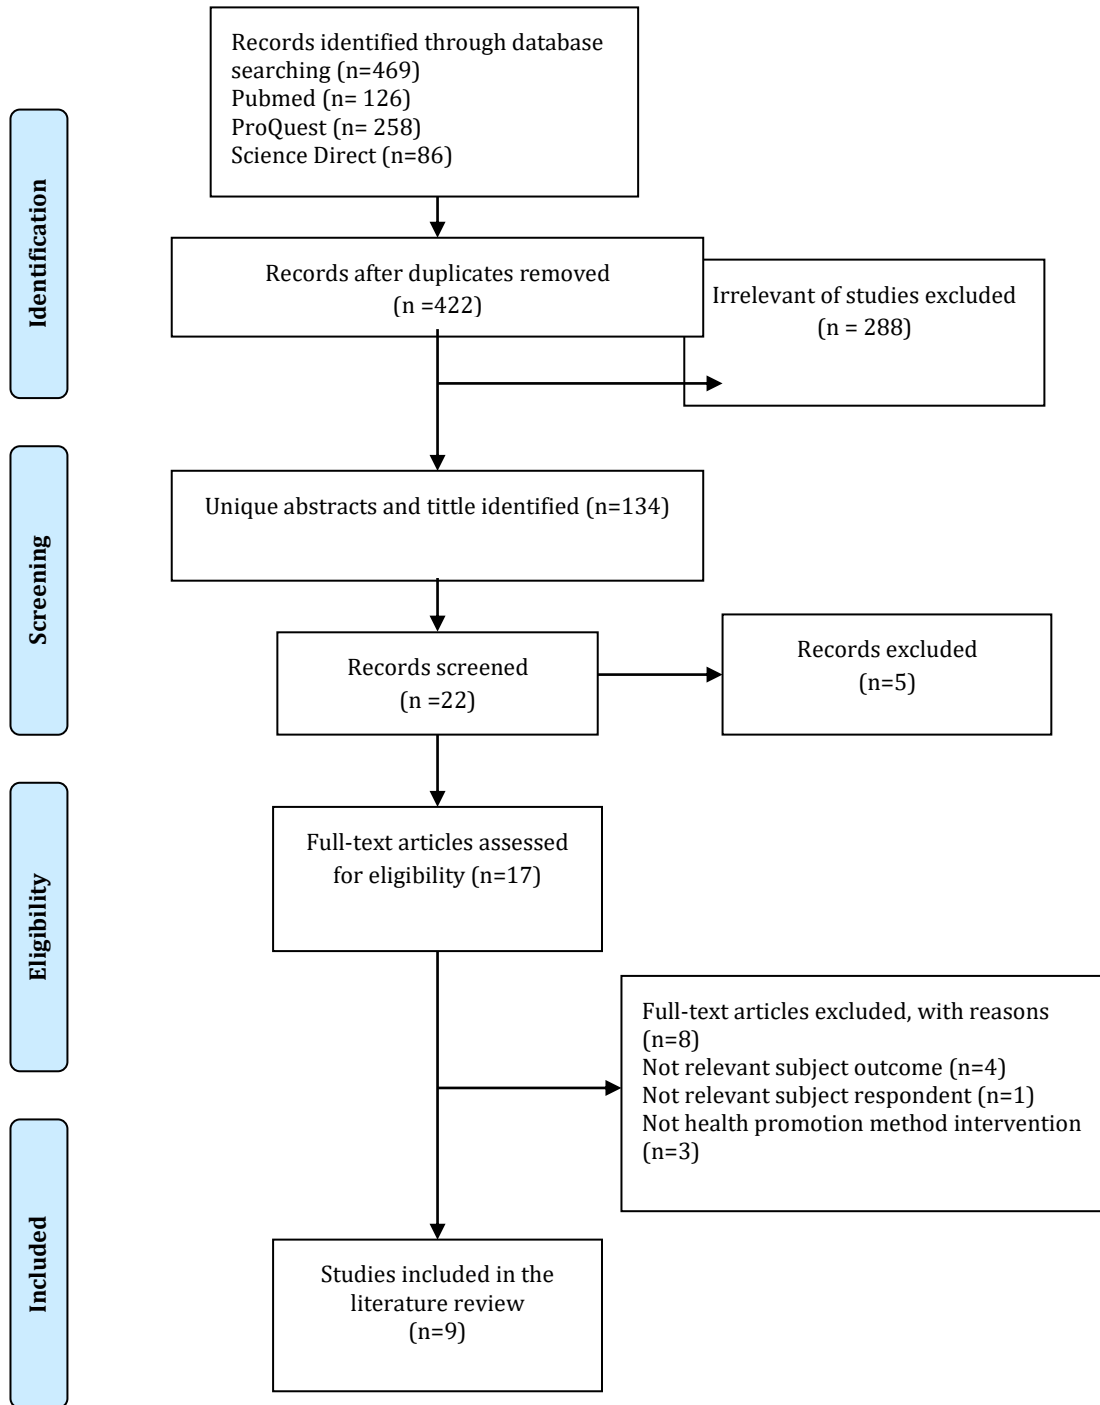 Records identified through database
searching (n=469)
Pubmed (n= 126)
ProQuest (n= 258)
Science Direct (n=86)
Identification
Records after duplicates removed
(n =422)
Irrelevant of studies excluded
(n = 288)
Screening
Unique abstracts and tittle identified (n=134)
Records screened
(n =22)
Records excluded
(n=5)
Eligibility
Full-text articles assessed
for eligibility (n=17)
Full-text articles excluded, with reasons
(n=8)
Not relevant subject outcome (n=4)
Not relevant subject respondent (n=1)
Not health promotion method intervention
(n=3)
Included
Studies included in the
literature review
(n=9)